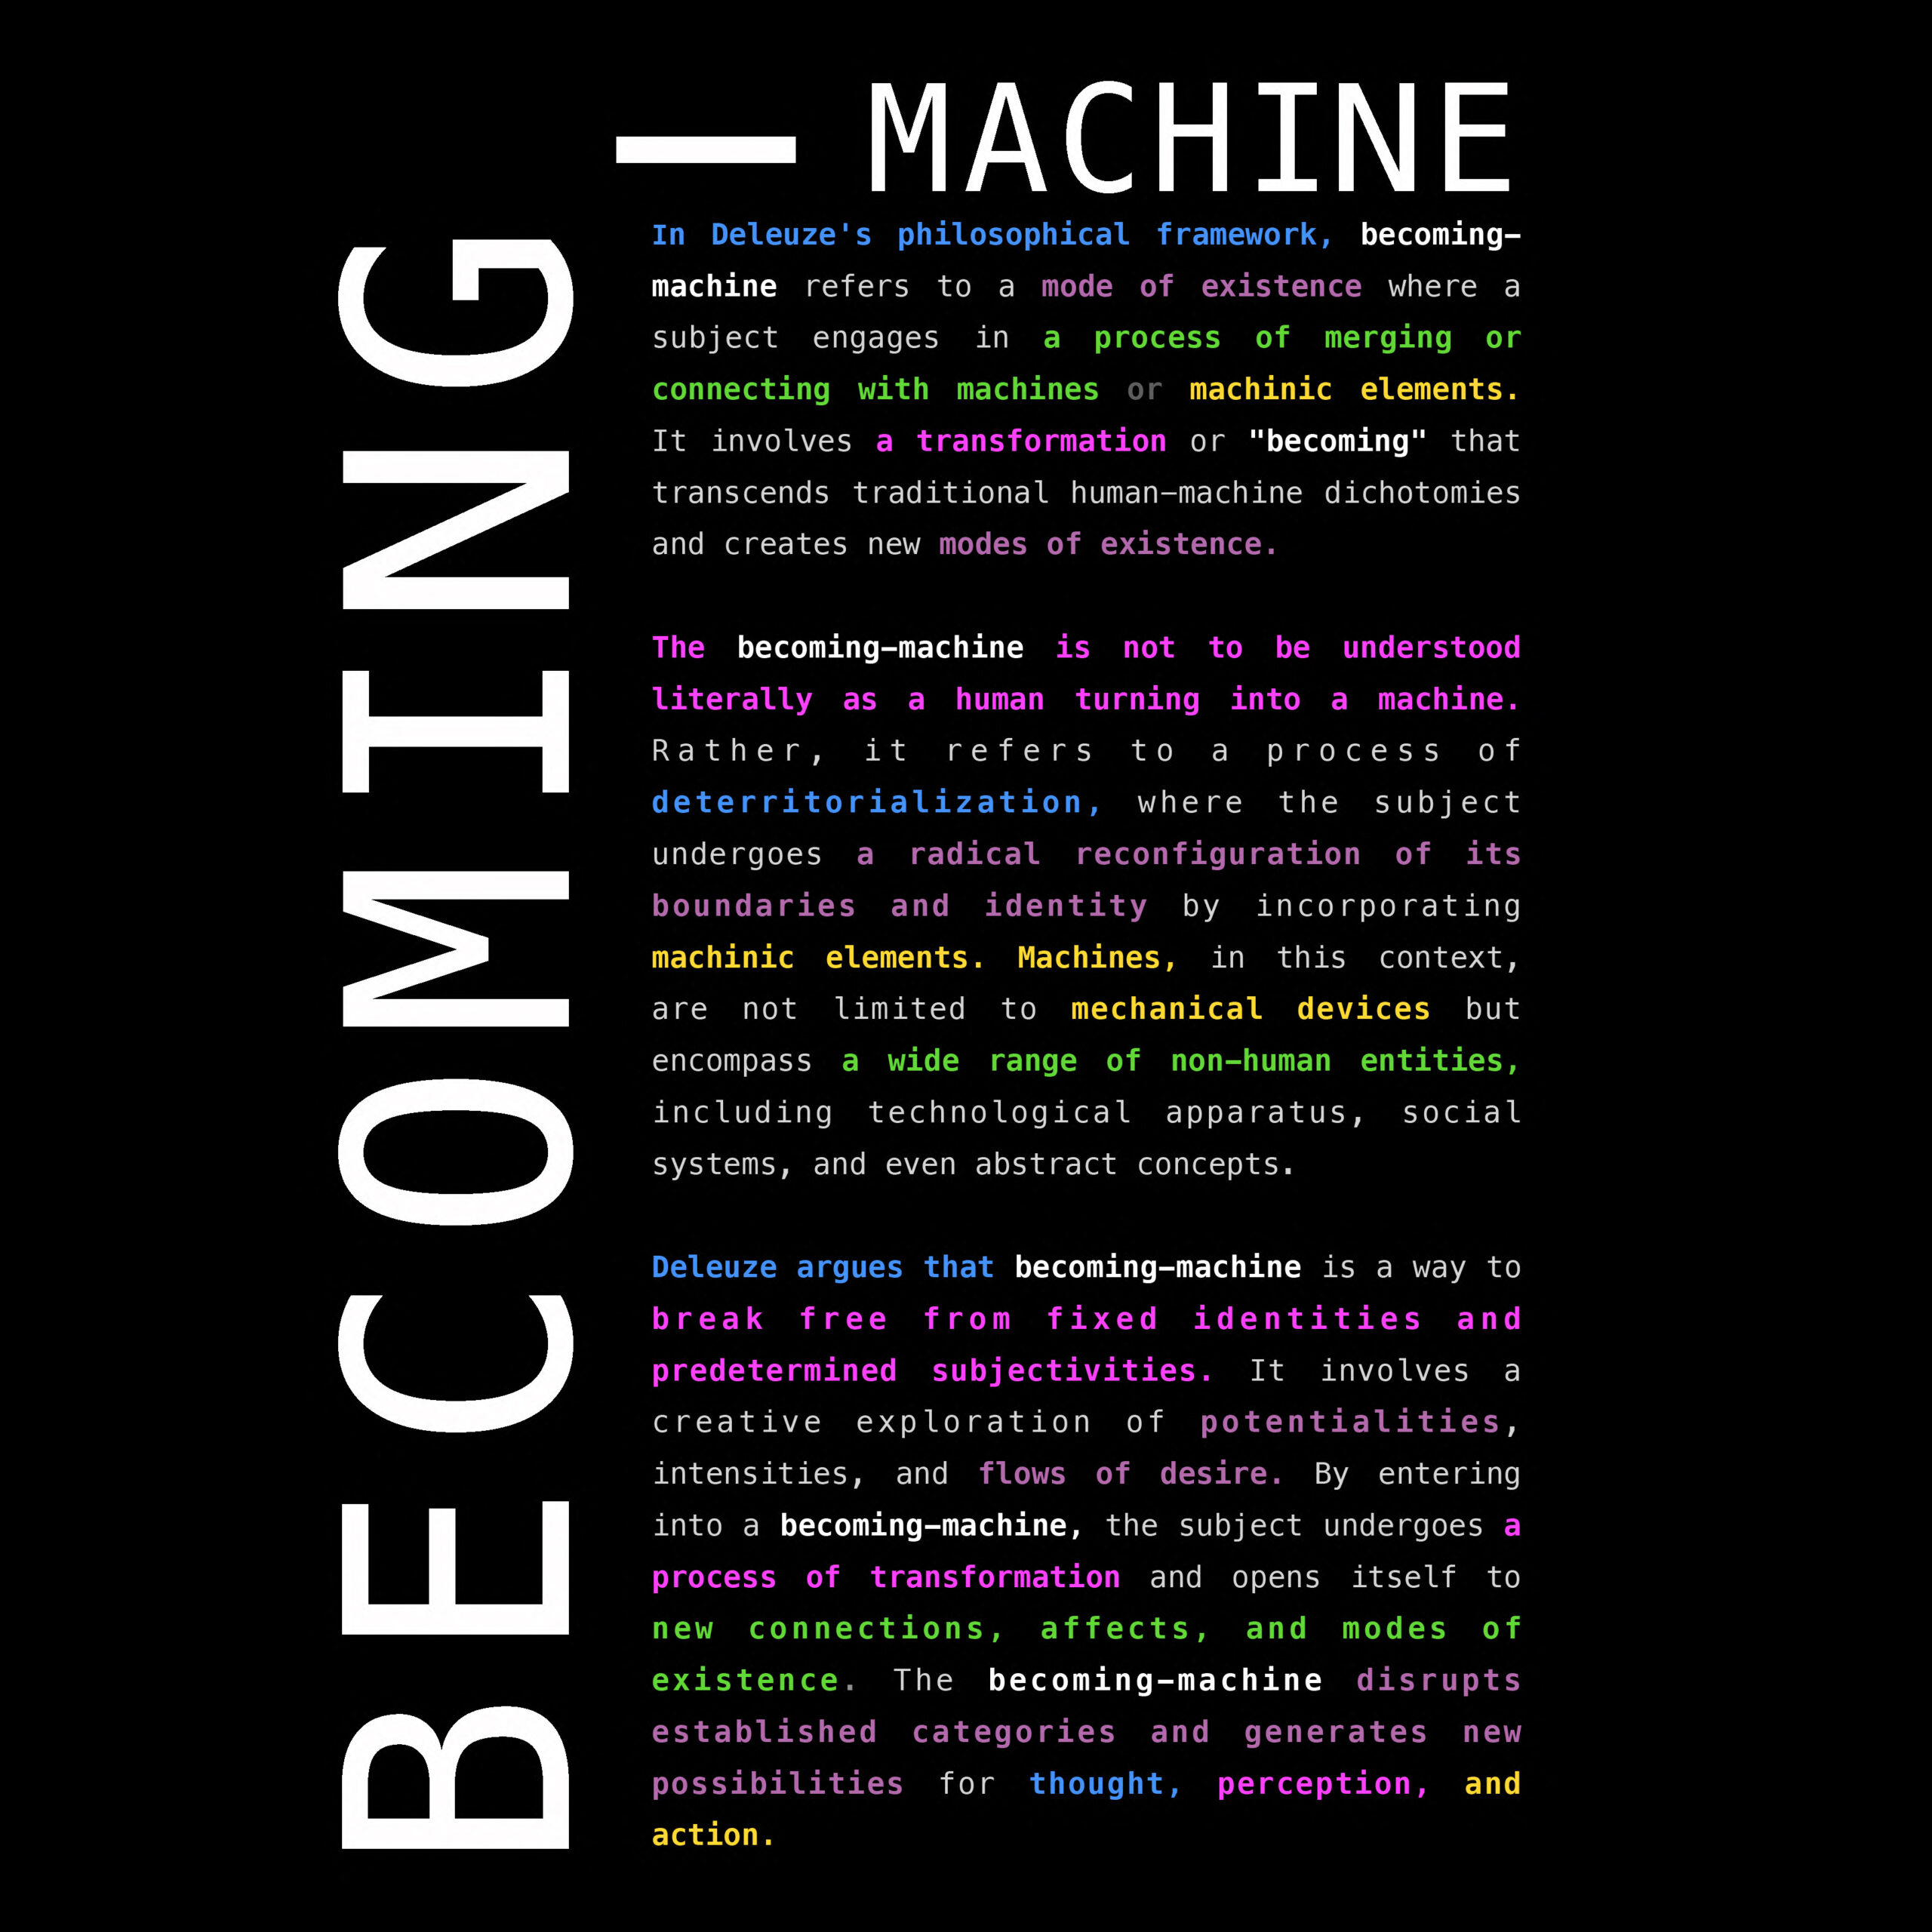 BECOMING
— MACHINE
In Deleuze's philosophical framework, becoming-
machine refers to a mode of existence where a
subject engages in a process of merging or
connecting with machines or machinic elements.
It involves a transformation or "becoming" that
transcends traditional human-machine dichotomies
and creates new modes of existence.
The becoming-machine is not to be understood
literally as a human turning into a machine.
Rather, it refers to a process of
deterritorialization, where the subject
undergoes a radical reconfiguration of its
boundaries and identity by incorporating
machinic elements. Machines, in this context,
are not limited to mechanical devices but
encompass a wide range of non-human entities,
including technological apparatus, social
systems, and even abstract concepts.
Deleuze argues that becoming-machine is a way to
break free from fixed identities and
predetermined subjectivities. It involves a
creative exploration of potentialities,
intensities, and flows of desire. By entering
into a becoming-machine, the subject undergoes a
process of transformation and opens itself to
new connections, affects, and modes of
existence. The becoming-machine disrupts
established categories and generates new
possibilities for thought, perception, and
action.